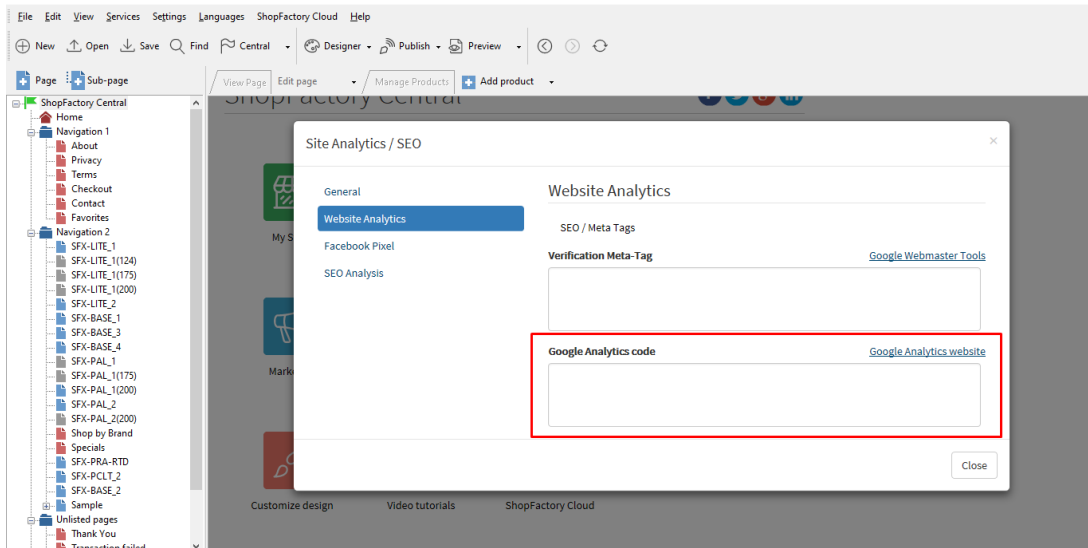 File Edit View Services Settings Languages ShopFactory Cloud Help
New Open Save Find Central Designer Publish Preview
Page Sub-page
View Page Edit page Manage Products Add product
ShopFactory Central
Home
Navigation 1
About
Privacy
Terms
Checkout
Contact
Favorites
Navigation 2
SFX-LITE_1
SFX-LITE_1(124)
SFX-LITE_1(175)
SFX-LITE_1(200)
SFX-LITE_2
SFX-BASE_1
SFX-BASE_3
SFX-BASE_4
SFX-PAL_1
SFX-PAL_1(175)
SFX-PAL_1(200)
SFX-PAL_2
SFX-PAL_2(200)
Shop by Brand
Specials
SFX-PRA-RTD
SFX-PCLT_2
SFX-BASE_2
Sample
Unlisted pages
Thank You
Transaction failed
ShopFactory Central
Site Analytics / SEO ×
General
Website Analytics
Facebook Pixel
SEO Analysis
Website Analytics
SEO / Meta Tags
Verification Meta-Tag Google Webmaster Tools
Google Analytics code Google Analytics website
Close
My S
Mark
Customize design Video tutorials ShopFactory Cloud